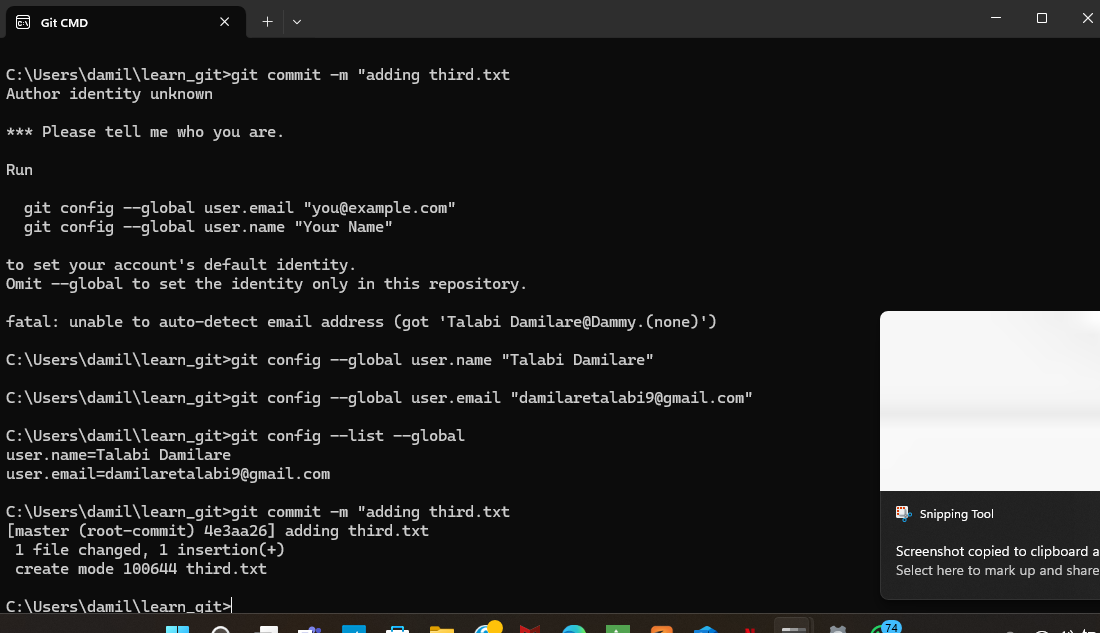 Git CMD
C:\Users\damil\learn_git>git commit -m "adding third.txt
Author identity unknown
*** Please tell me who you are.
Run
git config --global user.email "you@example.com"
git config --global user.name "Your Name"
to set your account's default identity.
Omit --global to set the identity only in this repository.
fatal: unable to auto-detect email address (got 'Talabi Damilare@Dammy.(none)')
C:\Users\damil\learn_git>git config --global user.name "Talabi Damilare"
C:\Users\damil\learn_git>git config --global user.email "damilaretalabi9@gmail.com"
C:\Users\damil\learn_git>git config --list --global
user.name=Talabi Damilare
user.email=damilaretalabi9@gmail.com
C:\Users\damil\learn_git>git commit -m "adding third.txt
[master (root-commit) 4e3aa26] adding third.txt
1 file changed, 1 insertion(+)
create mode 100644 third.txt
C:\Users\damil\learn_git>
Snipping Tool
Screenshot copied to clipboard a
Select here to mark up and share
74